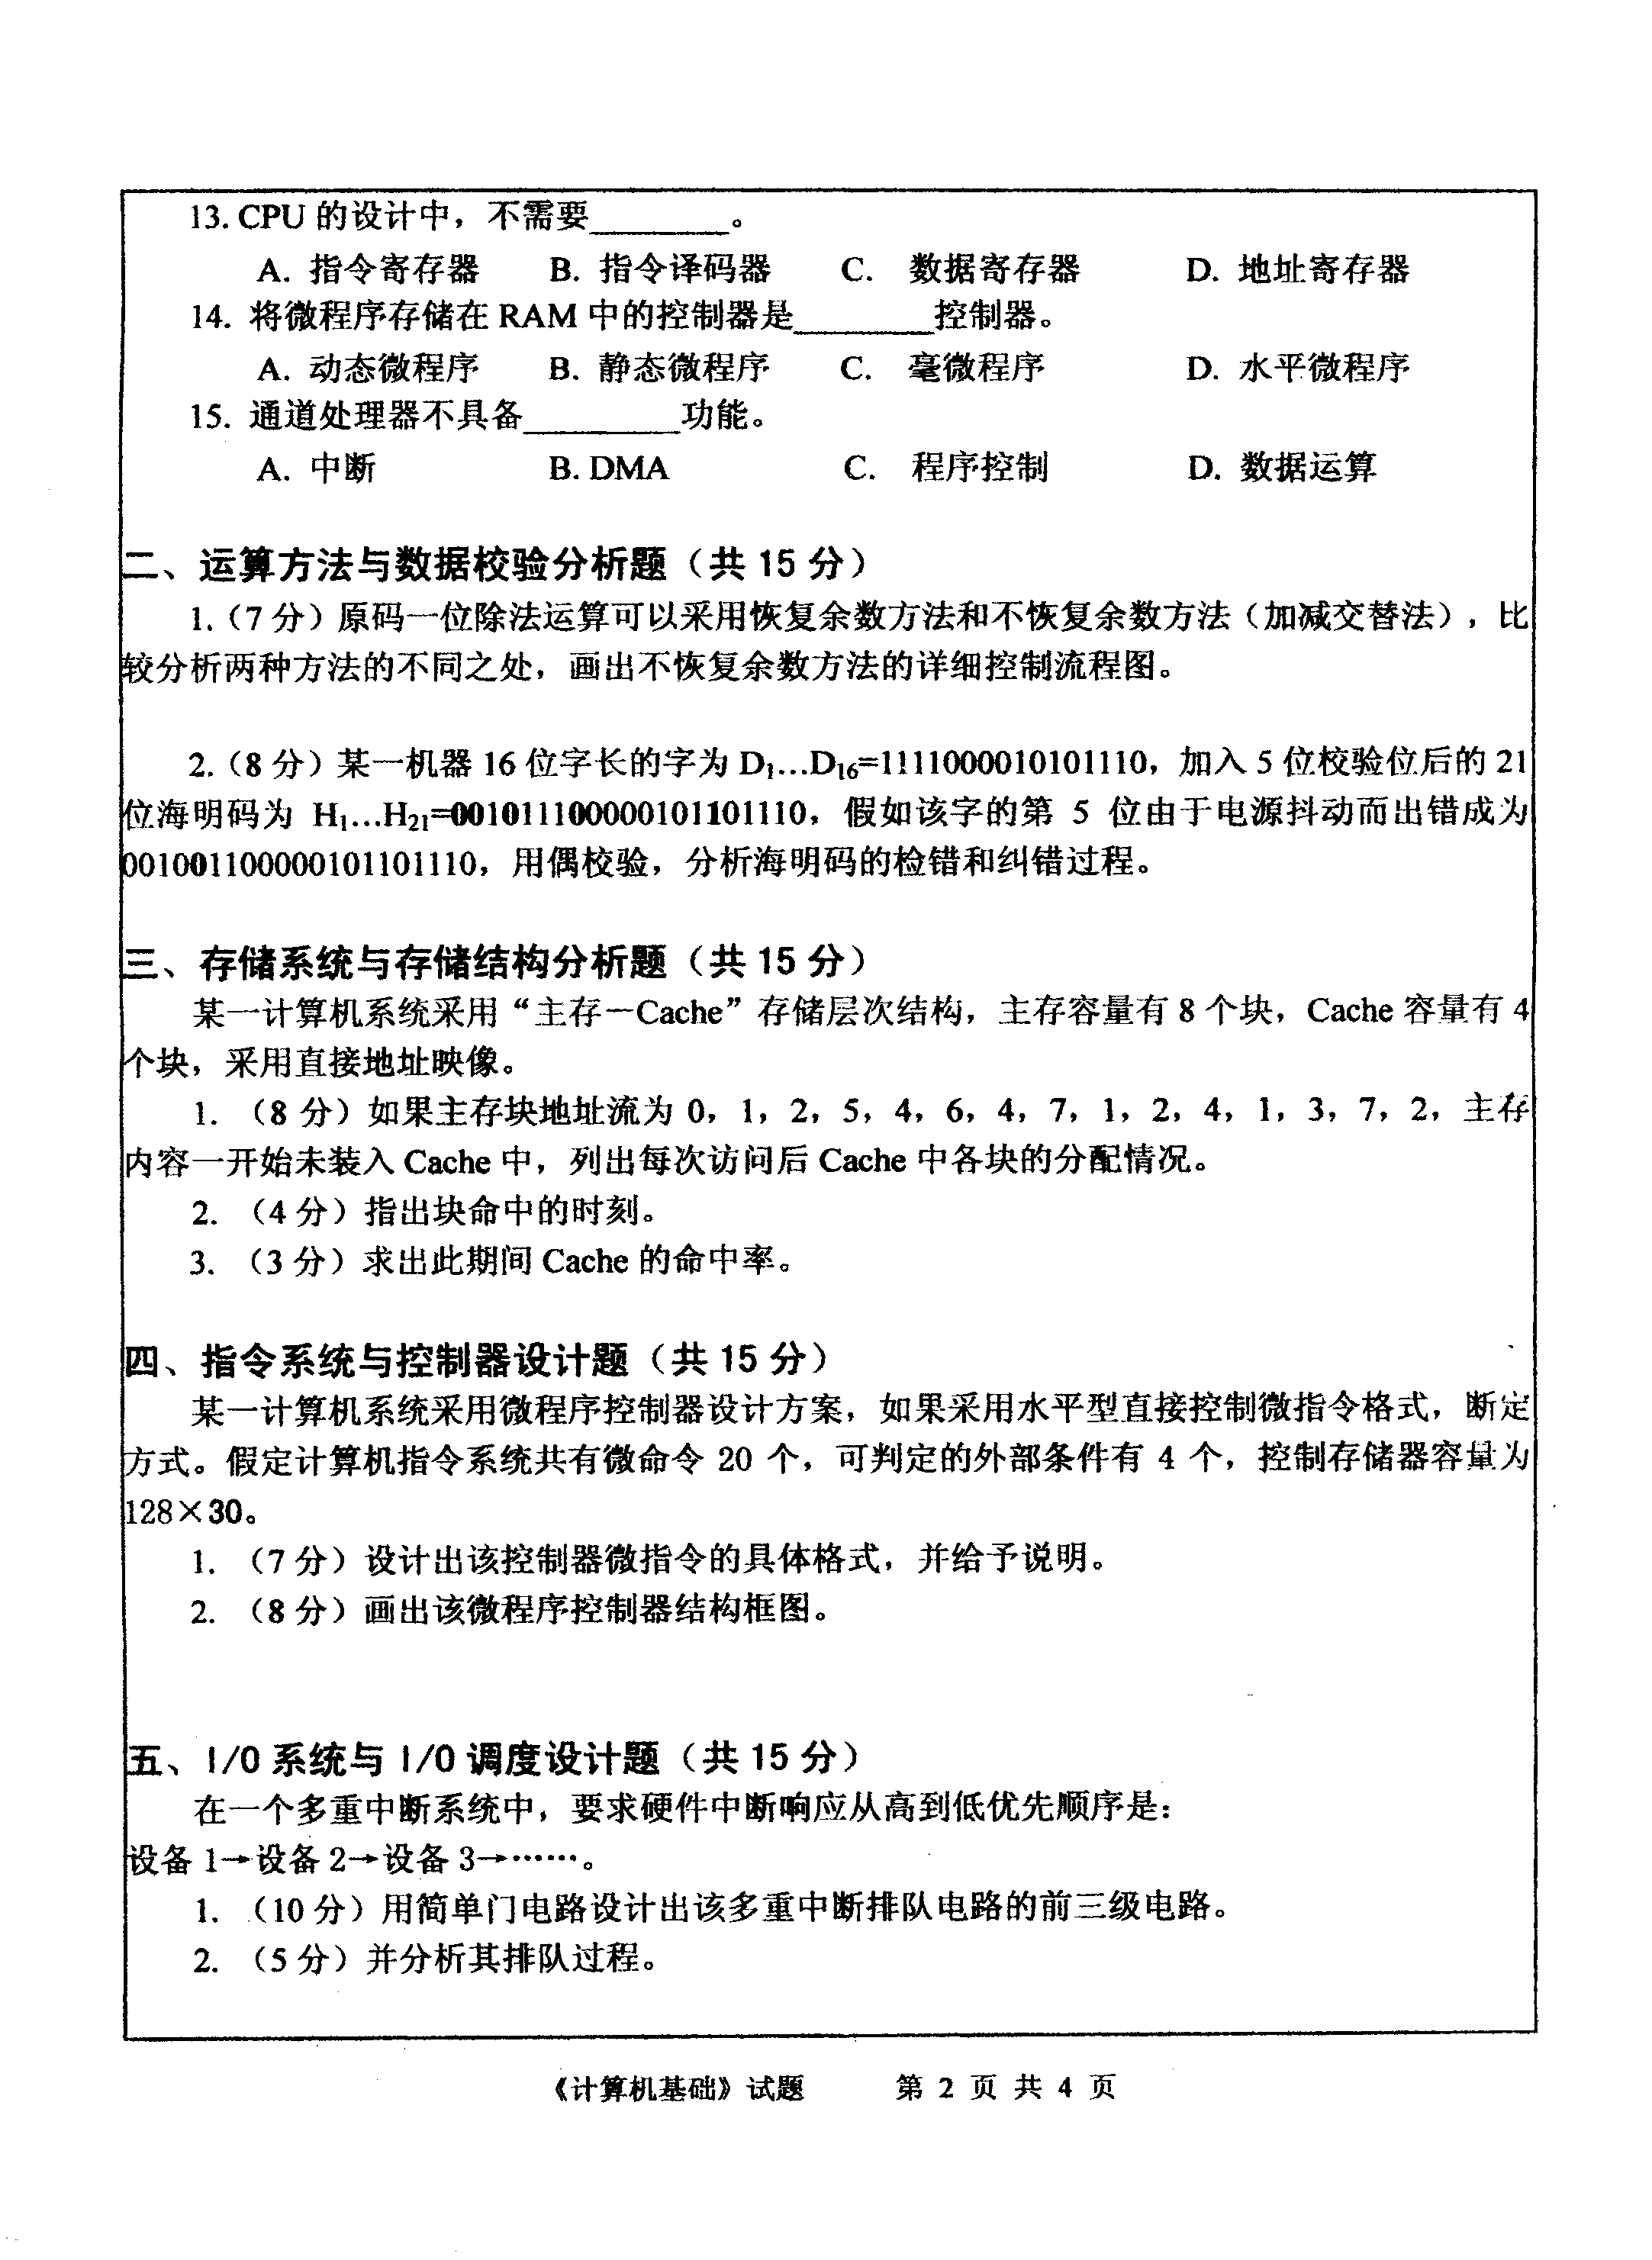 13. CPU 的设计中，不需要________。
A. 指令寄存器 B. 指令译码器 C. 数据寄存器 D. 地址寄存器
14. 将微程序存储在 RAM 中的控制器是________控制器。
A. 动态微程序 B. 静态微程序 C. 毫微程序 D. 水平微程序
15. 通道处理器不具备_________功能。
A. 中断 B. DMA C. 程序控制 D. 数据运算
二、运算方法与数据校验分析题（共 15 分）
1.（7 分）原码一位除法运算可以采用恢复余数方法和不恢复余数方法（加减交替法），比
较分析两种方法的不同之处，画出不恢复余数方法的详细控制流程图。
2.（8 分）某一机器 16 位字长的字为 D₁…D₁₆=1111000010101110，加入 5 位校验位后的 21
位海明码为 H₁…H₂₁=001011100000101101110，假如该字的第 5 位由于电源抖动而出错成为
001001100000101101110，用偶校验，分析海明码的检错和纠错过程。
三、存储系统与存储结构分析题（共 15 分）
某一计算机系统采用“主存－Cache”存储层次结构，主存容量有 8 个块，Cache 容量有 4
个块，采用直接地址映像。
1. （8 分）如果主存块地址流为 0，1，2，5，4，6，4，7，1，2，4，1，3，7，2，主存
内容一开始未装入 Cache 中，列出每次访问后 Cache 中各块的分配情况。
2. （4 分）指出块命中的时刻。
3. （3 分）求出此期间 Cache 的命中率。
四、指令系统与控制器设计题（共 15 分）
某一计算机系统采用微程序控制器设计方案，如果采用水平型直接控制微指令格式，断定
方式。假定计算机指令系统共有微命令 20 个，可判定的外部条件有 4 个，控制存储器容量为
128×30。
1. （7 分）设计出该控制器微指令的具体格式，并给予说明。
2. （8 分）画出该微程序控制器结构框图。
五、I/O 系统与 I/O 调度设计题（共 15 分）
在一个多重中断系统中，要求硬件中断响应从高到低优先顺序是：
设备 1→设备 2→设备 3→……。
1. （10 分）用简单门电路设计出该多重中断排队电路的前三级电路。
2. （5 分）并分析其排队过程。
《计算机基础》试题 第 2 页 共 4 页